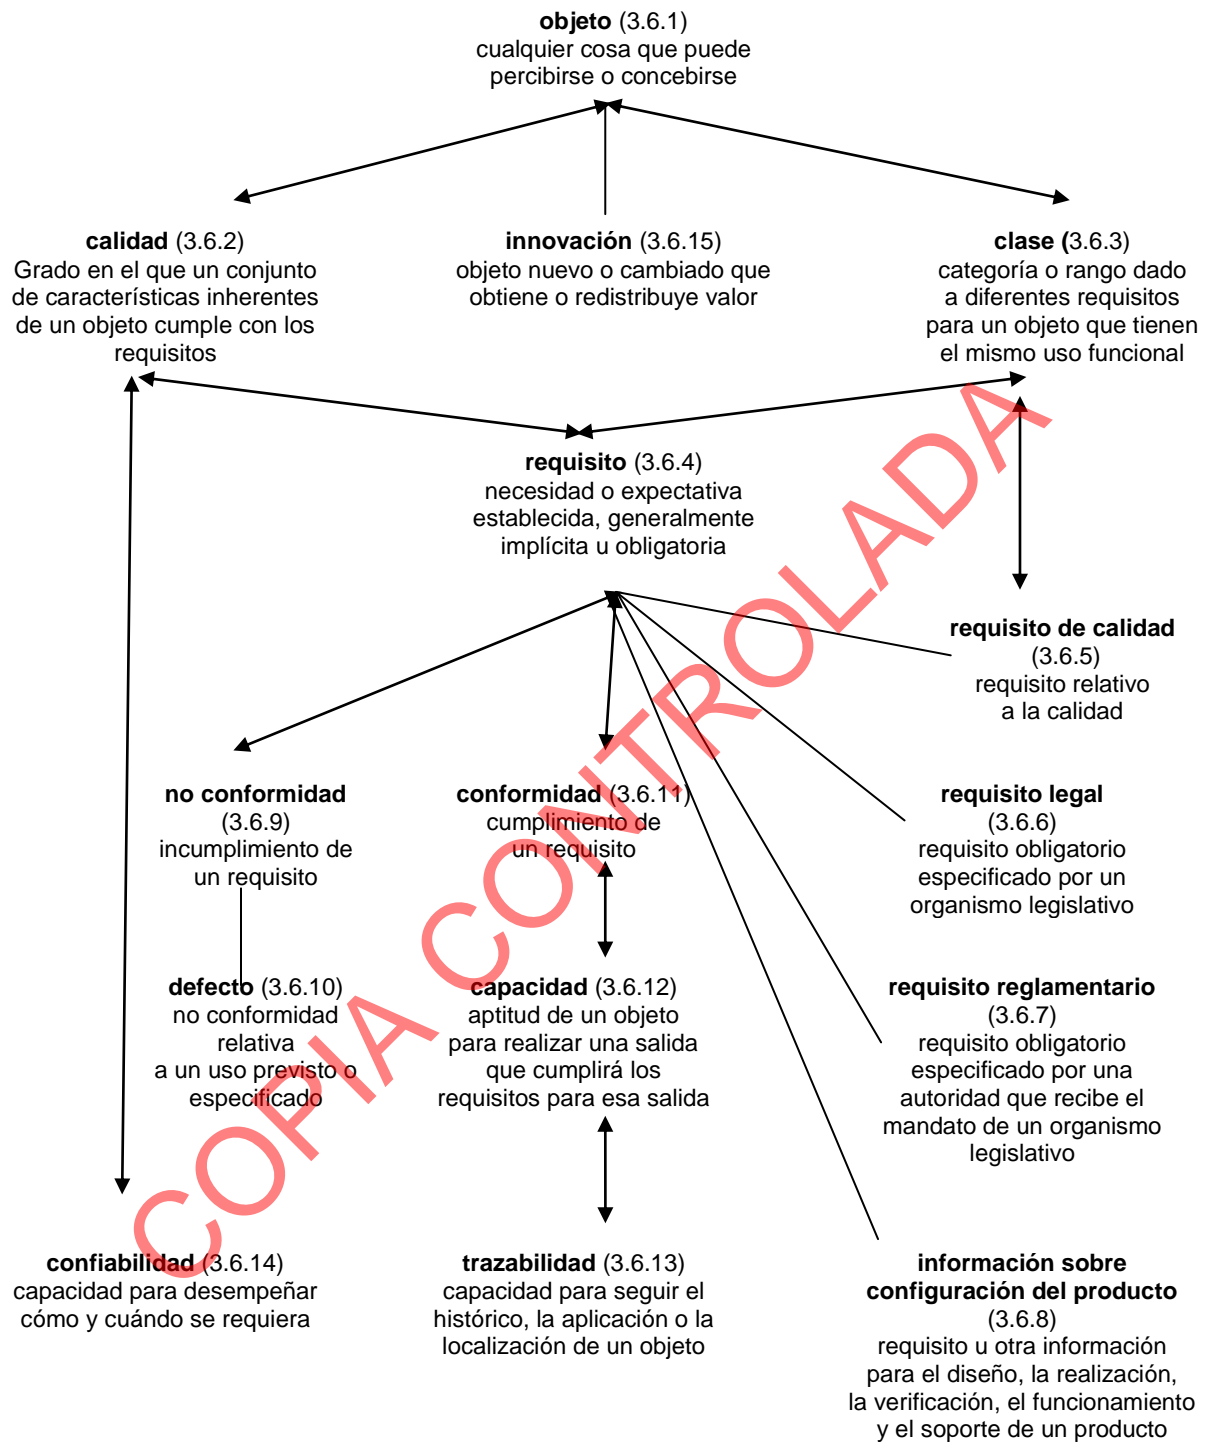 objeto (3.6.1)
cualquier cosa que puede
percibirse o concebirse
calidad (3.6.2)
Grado en el que un conjunto
de características inherentes
de un objeto cumple con los
requisitos
innovación (3.6.15)
objeto nuevo o cambiado que
obtiene o redistribuye valor
clase (3.6.3)
categoría o rango dado
a diferentes requisitos
para un objeto que tienen
el mismo uso funcional
requisito (3.6.4)
necesidad o expectativa
establecida, generalmente
implícita u obligatoria
requisito de calidad
(3.6.5)
requisito relativo
a la calidad
no conformidad
(3.6.9)
incumplimiento de
un requisito
conformidad (3.6.11)
cumplimiento de
un requisito
requisito legal
(3.6.6)
requisito obligatorio
especificado por un
organismo legislativo
defecto (3.6.10)
no conformidad
relativa
a un uso previsto o
especificado
capacidad (3.6.12)
aptitud de un objeto
para realizar una salida
que cumplirá los
requisitos para esa salida
requisito reglamentario
(3.6.7)
requisito obligatorio
especificado por una
autoridad que recibe el
mandato de un organismo
legislativo
confiabilidad (3.6.14)
capacidad para desempeñar
cómo y cuándo se requiera
trazabilidad (3.6.13)
capacidad para seguir el
histórico, la aplicación o la
localización de un objeto
información sobre
configuración del producto
(3.6.8)
requisito u otra información
para el diseño, la realización,
la verificación, el funcionamiento
y el soporte de un producto
COPIA CONTROLADA